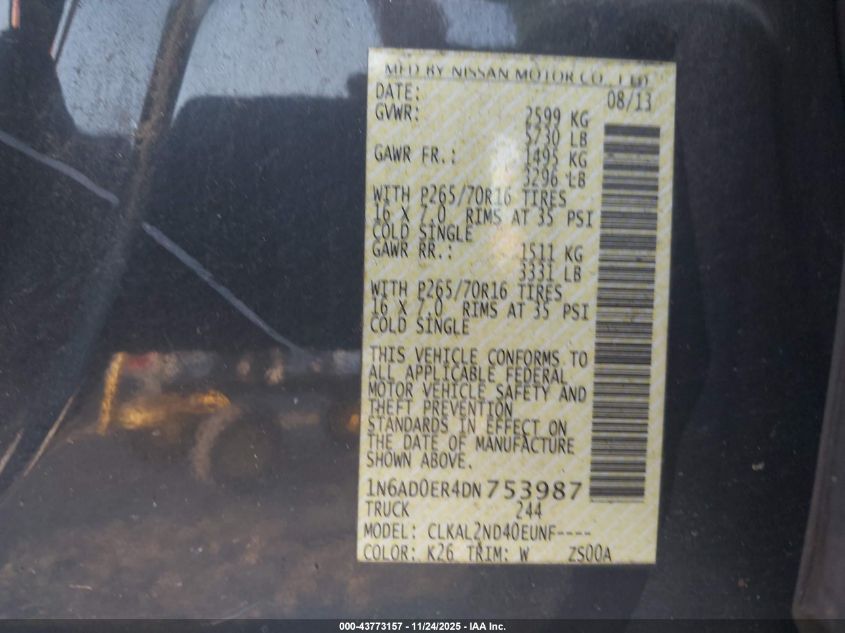 MFD BY NISSAN MOTOR CO., LTD.
DATE: 08/13
GVWR: 2599 KG
5730 LB
GAWR FR.: 1495 KG
3296 LB
WITH P265/70R16 TIRES
16 X 7.0 RIMS AT 35 PSI
COLD SINGLE
GAWR RR.: 1511 KG
3331 LB
WITH P265/70R16 TIRES
16 X 7.0 RIMS AT 35 PSI
COLD SINGLE
THIS VEHICLE CONFORMS TO
ALL APPLICABLE FEDERAL
MOTOR VEHICLE SAFETY AND
THEFT PREVENTION
STANDARDS IN EFFECT ON
THE DATE OF MANUFACTURE
SHOWN ABOVE.
1N6AD0ER4DN753987
TRUCK 244
MODEL: CLKAL2ND40EUNF----
COLOR: K26 TRIM: W ZS00A
000-43773157 - 11/24/2025 - IAA Inc.